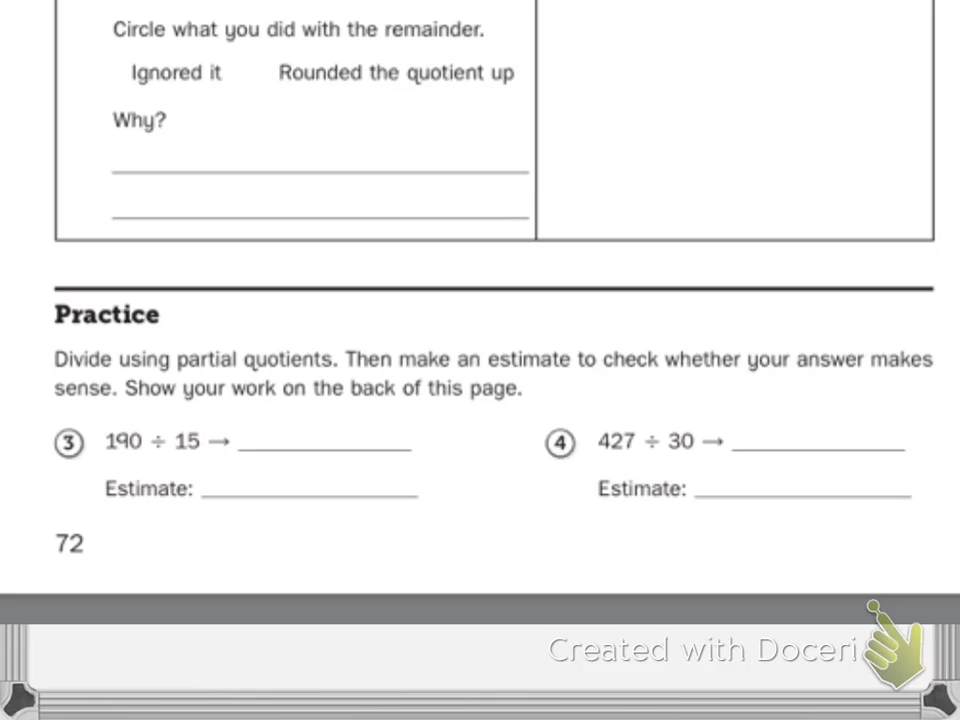 Circle what you did with the remainder.
Ignored it Rounded the quotient up
Why?
Practice
Divide using partial quotients. Then make an estimate to check whether your answer makes
sense. Show your work on the back of this page.
3 190 ÷ 15 → 4 427 ÷ 30 →
Estimate: Estimate:
72
Created with Doceri